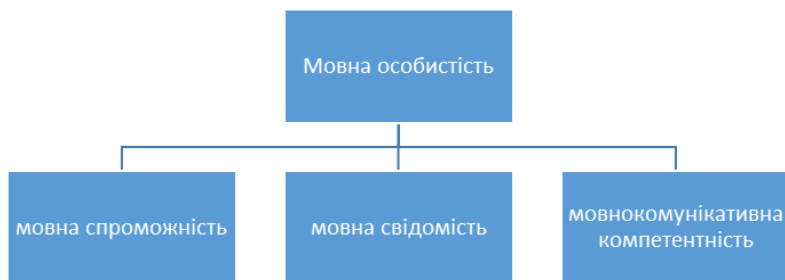 Мовна особистість
мовна спроможність
мовна свідомість
мовнокомунікативна
компетентність